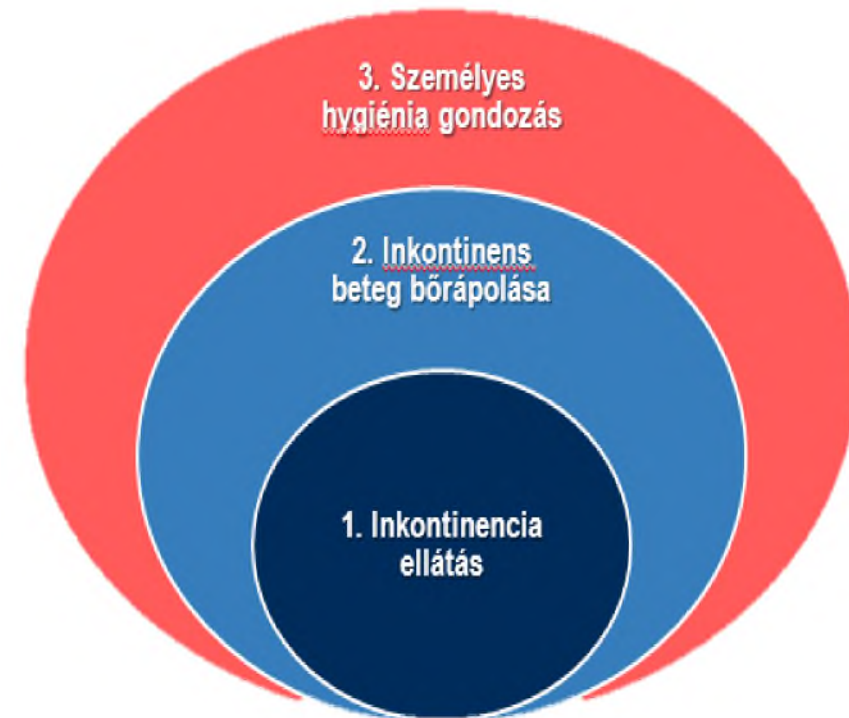 3. Személyes
hygiénia gondozás
2. Inkontinens
beteg bőrápolása
1. Inkontinencia
ellátás